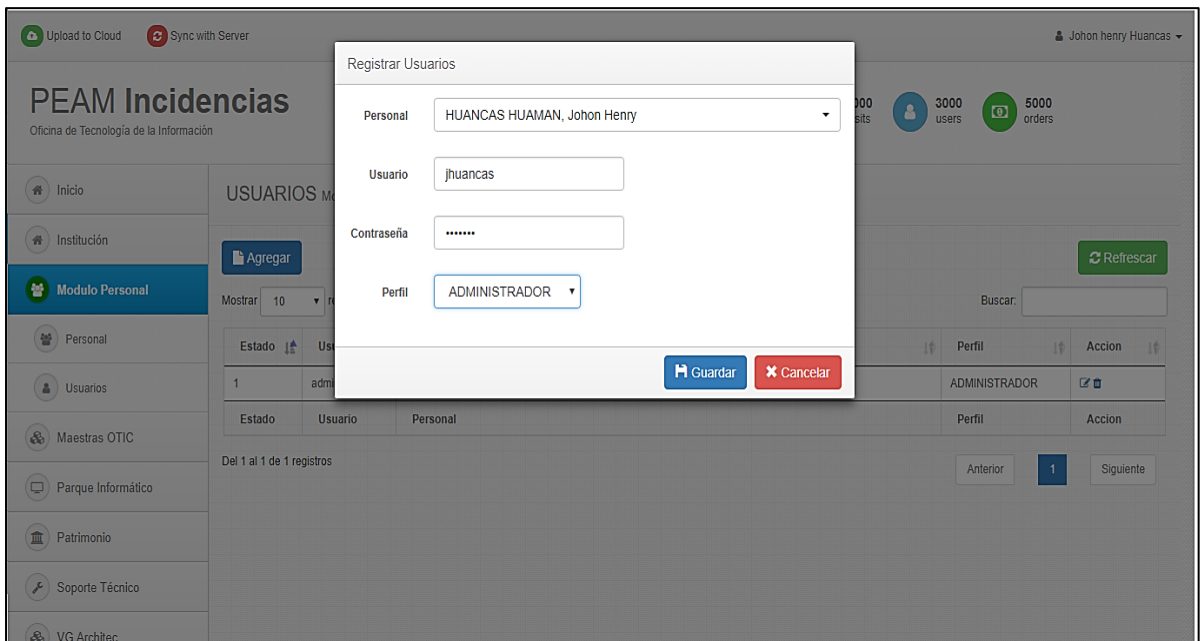 Upload to Cloud
Sync with Server
Johon henry Huancas
PEAM Incidencias
Oficina de Tecnología de la Información
3000
users
5000
orders
Registrar Usuarios
Personal
HUANCAS HUAMAN, Johon Henry
Usuario
jhuancas
Contraseña
•••••••
Perfil
ADMINISTRADOR
Guardar
Cancelar
Inicio
Institución
Modulo Personal
Personal
Usuarios
Maestras OTIC
Parque Informático
Patrimonio
Soporte Técnico
VG Architec
USUARIOS
Agregar
Refrescar
Mostrar 10
Buscar:
Estado Perfil Accion
1 ADMINISTRADOR
Estado Usuario Personal Perfil Accion
Del 1 al 1 de 1 registros
Anterior 1 Siguiente